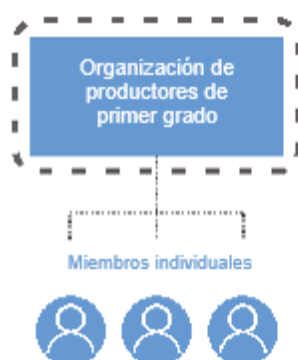 Organización de
productores de
primer grado
Miembros individuales